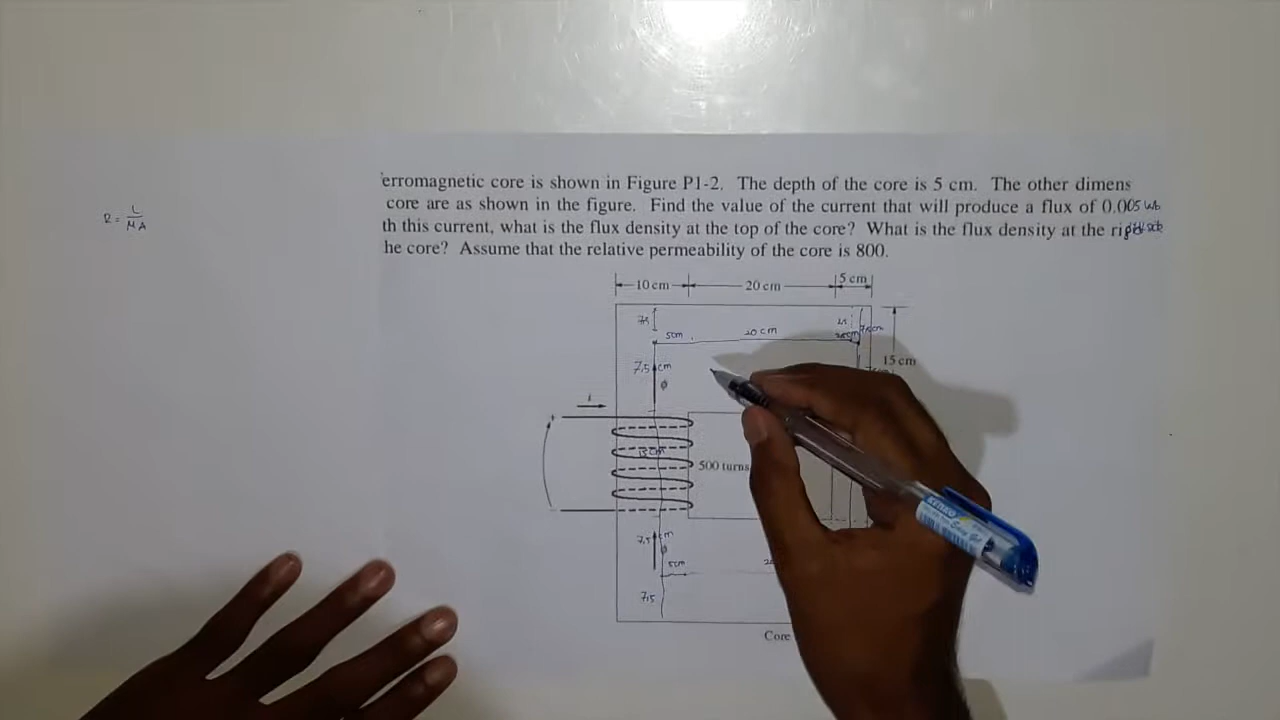 erromagnetic core is shown in Figure P1-2. The depth of the core is 5 cm. The other dimens
core are as shown in the figure. Find the value of the current that will produce a flux of 0.005 wb
th this current, what is the flux density at the top of the core? What is the flux density at the right side
he core? Assume that the relative permeability of the core is 800.
R = L
μA
10 cm 20 cm 5 cm
7.5
5cm 20 cm
15 cm
7.5 cm
φ
i
+
15cm
500 turns
7.5 cm
φ
5cm
7.5
Core